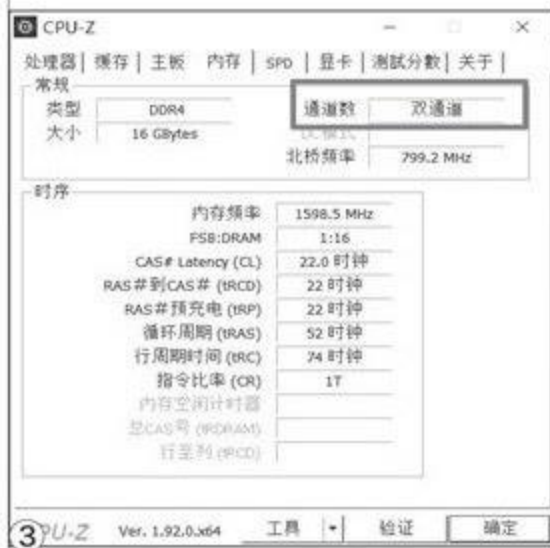 CPU-Z
处理器 | 缓存 | 主板 | 内存 | SPD | 显卡 | 測試分數 | 关于
常规
类型 DDR4 通道数 双通道
大小 16 GBytes
北桥频率 799.2 MHz
时序
内存频率 1598.5 MHz
FSB:DRAM 1:16
CAS# Latency (CL) 22.0 时钟
RAS#到CAS# (tRCD) 22 时钟
RAS#预充电 (tRP) 22 时钟
循环周期 (tRAS) 52 时钟
行周期时间 (tRC) 74 时钟
指令比率 (CR) 1T
内存空闲计时器
总CAS号 (tRDRAM)
行至列 (tRCD)
③ CPU-Z Ver. 1.92.0.x64 工具 验证 确定